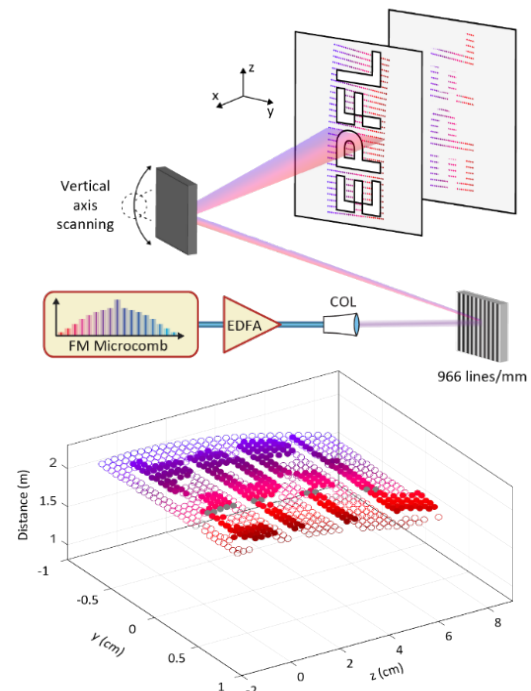 z
x
y
EPFL
Vertical
axis
scanning
FM Microcomb
EDFA
COL
966 lines/mm
Distance (m)
2
1.5
1
-1
-0.5
0
0.5
1
y (cm)
-2
0
2
4
6
8
z (cm)